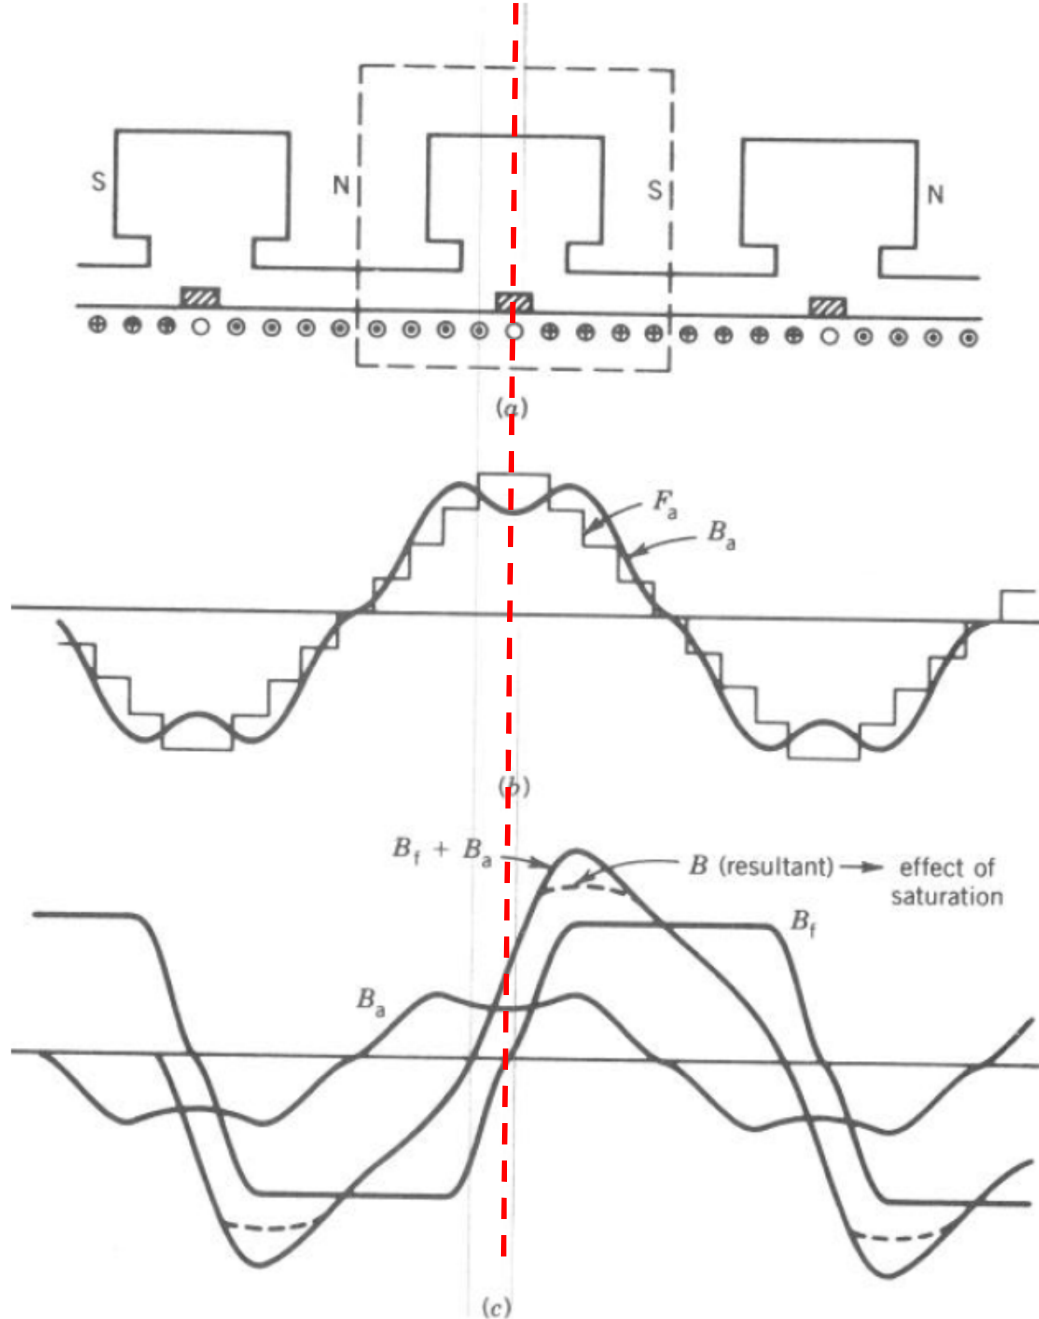 S
N
S
N
(a)
Fa
Ba
(b)
Bf + Ba
B (resultant) → effect of
saturation
Bf
Ba
(c)